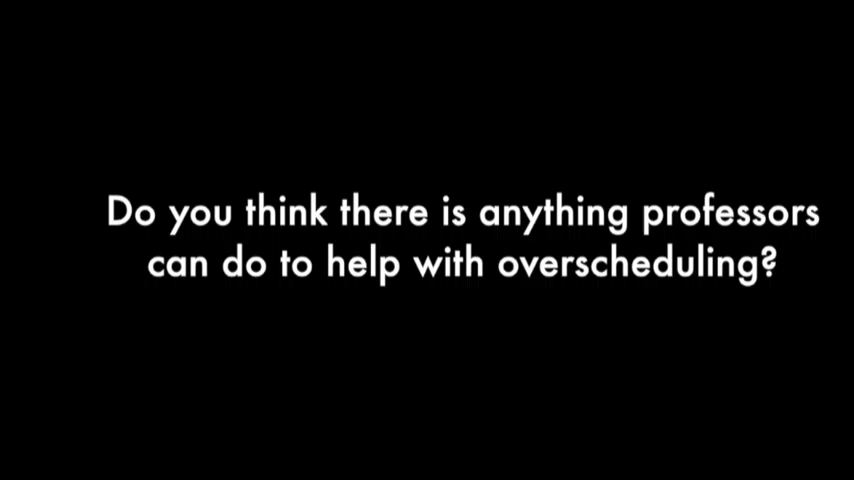 Do you think there is anything professors
can do to help with overscheduling?